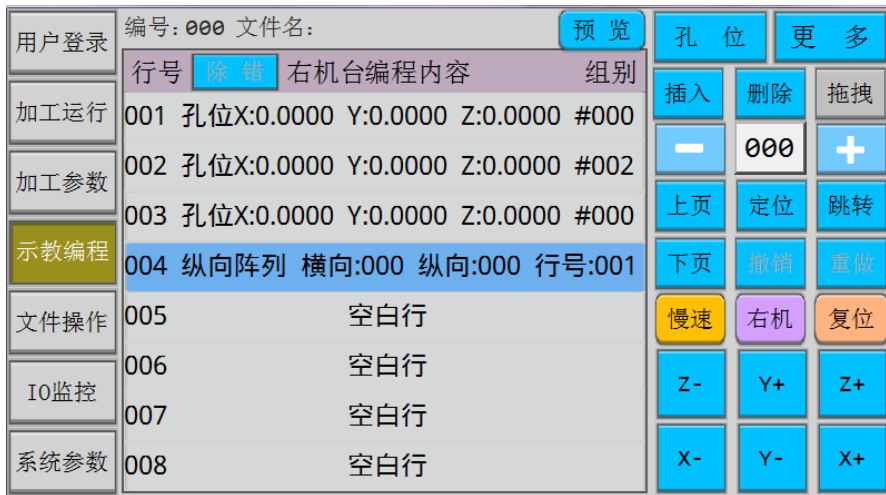 用户登录
加工运行
加工参数
示教编程
文件操作
IO监控
系统参数
编号:000 文件名:
预 览
行号 除 错 右机台编程内容 组别
001 孔位X:0.0000 Y:0.0000 Z:0.0000 #000
002 孔位X:0.0000 Y:0.0000 Z:0.0000 #002
003 孔位X:0.0000 Y:0.0000 Z:0.0000 #000
004 纵向阵列 横向:000 纵向:000 行号:001
005 空白行
006 空白行
007 空白行
008 空白行
孔 位 更 多
插入 删除 拖拽
- 000 +
上页 定位 跳转
下页 撤销 重做
慢速 右机 复位
Z- Y+ Z+
X- Y- X+